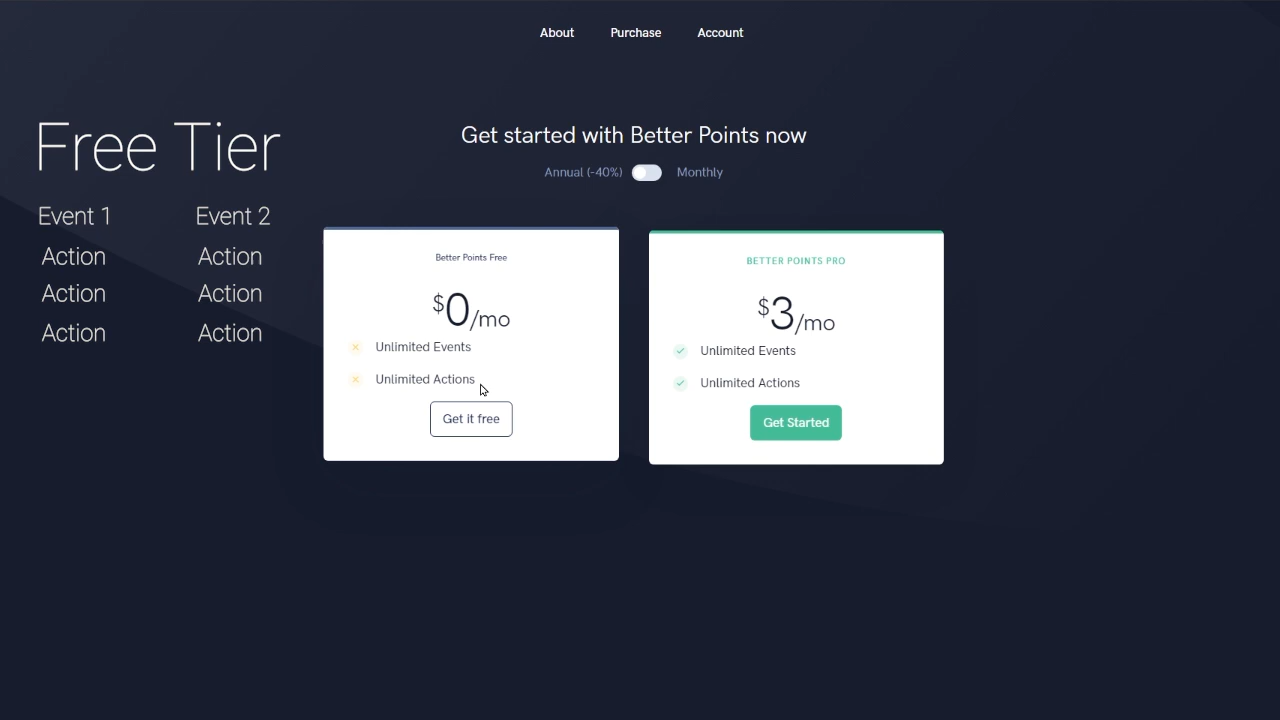 About Purchase Account
Free Tier
Event 1 Event 2
Action Action
Action Action
Action Action
Get started with Better Points now
Annual (-40%) Monthly
Better Points Free
$0/mo
Unlimited Events
Unlimited Actions
Get it free
BETTER POINTS PRO
$3/mo
Unlimited Events
Unlimited Actions
Get Started